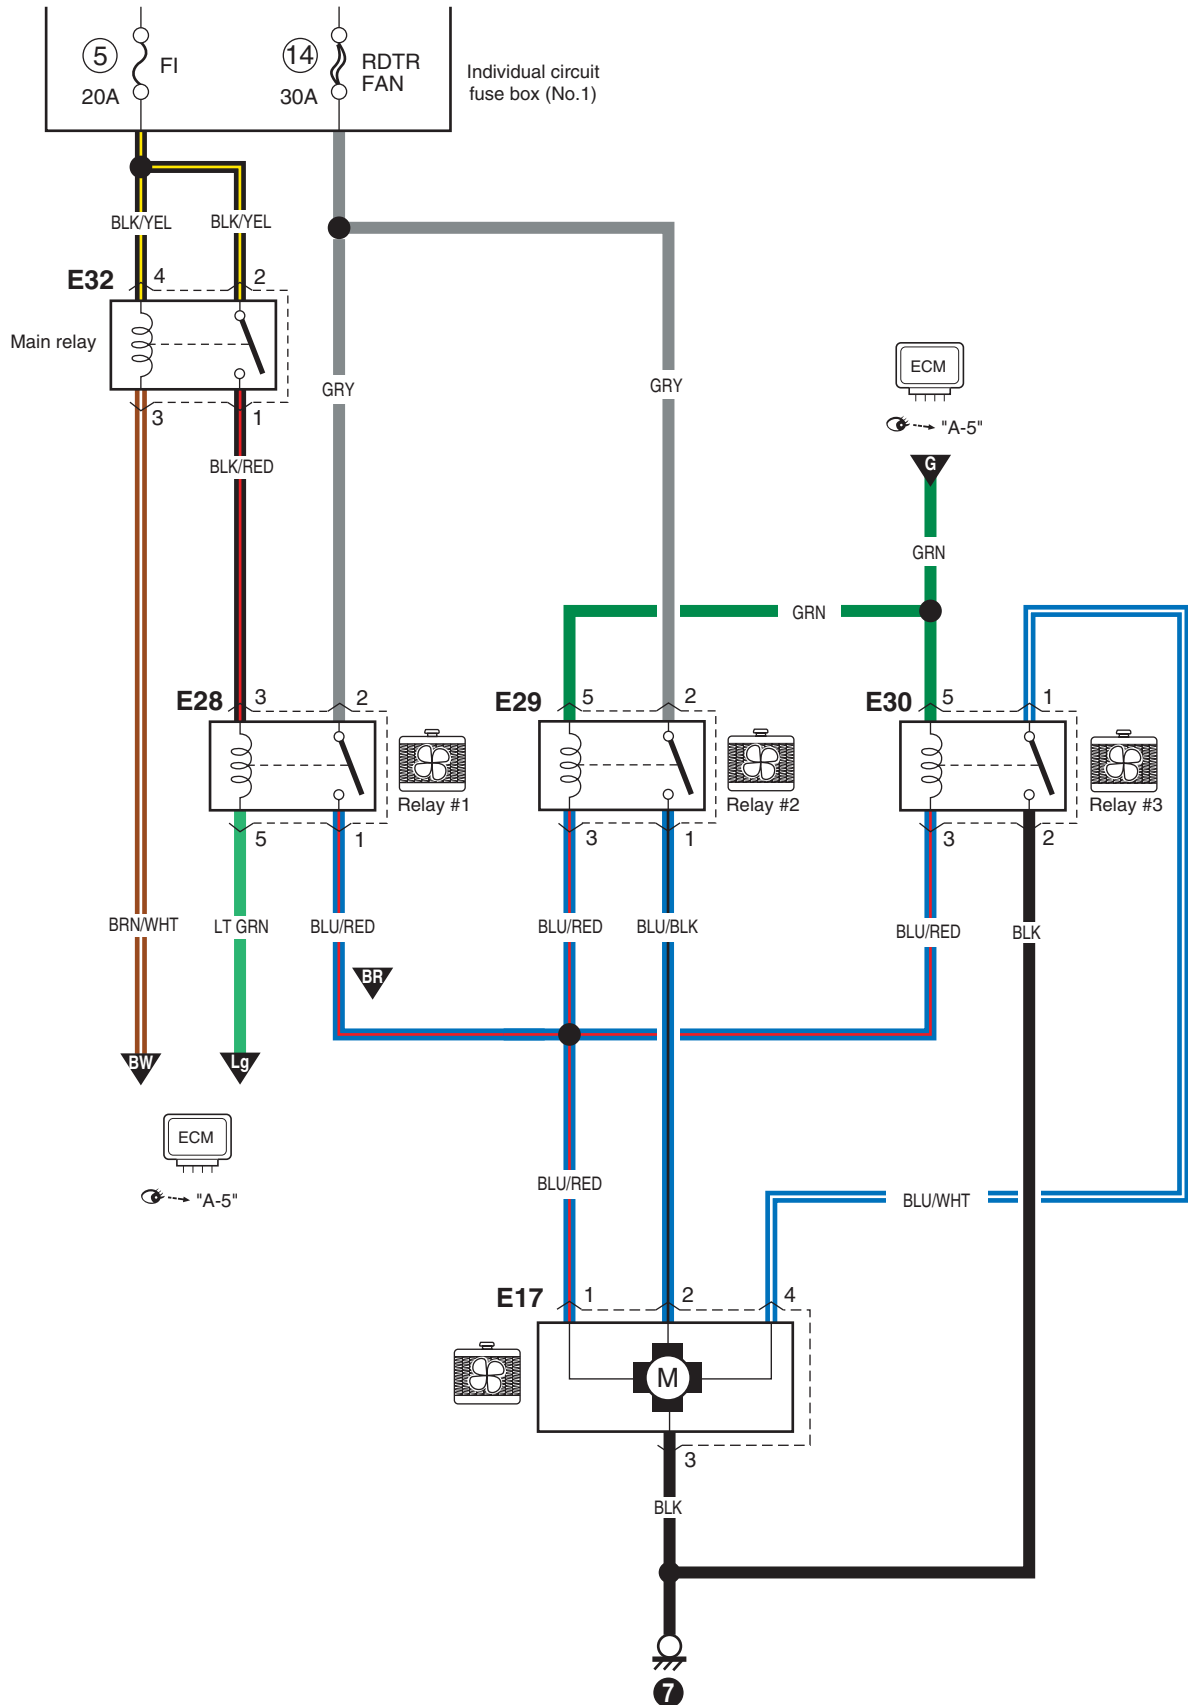 5
FI
20A
14
RDTR
FAN
30A
Individual circuit
fuse box (No.1)
BLK/YEL
BLK/YEL
E32
4
2
Main relay
3
1
BLK/RED
GRY
GRY
ECM
"A-5"
G
GRN
GRN
E28
3
2
Relay #1
5
1
E29
5
2
Relay #2
3
1
E30
5
1
Relay #3
3
2
BRN/WHT
LT GRN
BLU/RED
BLU/RED
BLU/BLK
BLU/RED
BLK
BR
BW
Lg
ECM
"A-5"
BLU/RED
BLU/WHT
E17
1
2
4
M
3
BLK
7